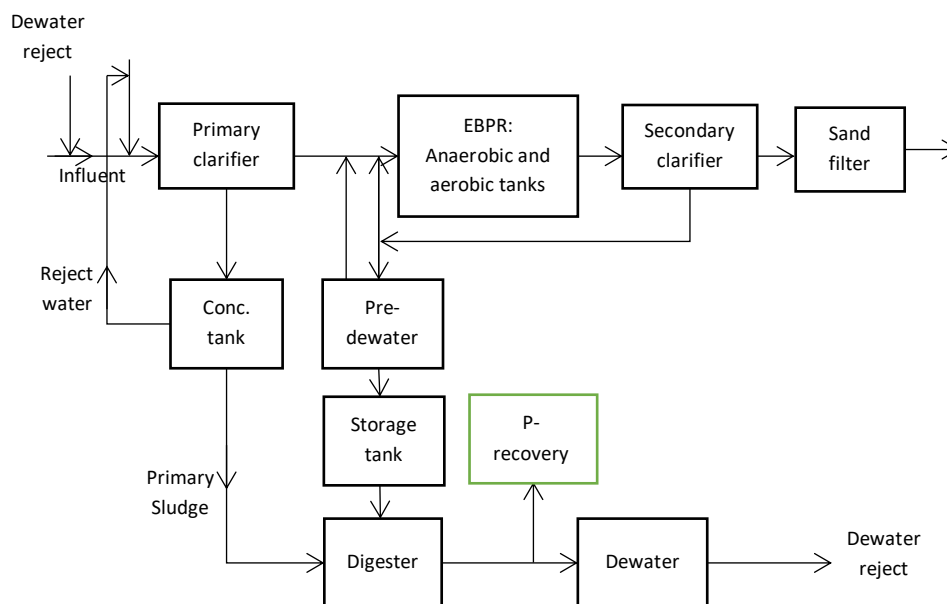 Dewater
reject
Primary
clarifier
EBPR:
Anaerobic and
aerobic tanks
Secondary
clarifier
Sand
filter
Influent
Reject
water
Conc.
tank
Pre-
dewater
Storage
tank
P-
recovery
Primary
Sludge
Digester
Dewater
Dewater
reject